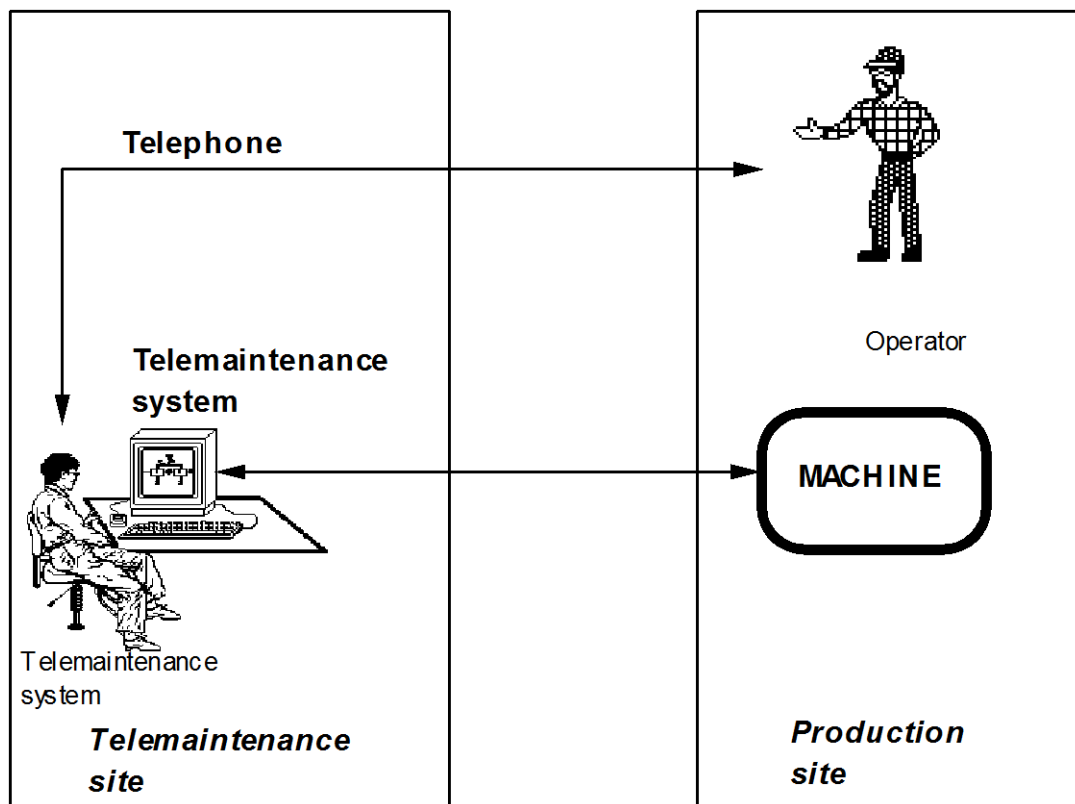 Telephone
Operator
Telemaintenance
system
MACHINE
Telemaintenance
system
Telemaintenance
site
Production
site